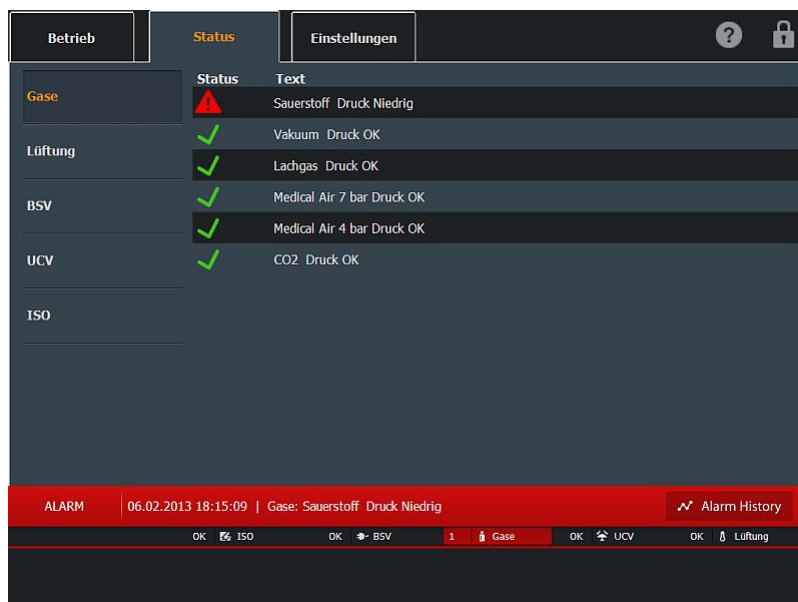 Betrieb Status Einstellungen ?
Status Text
Gase
Sauerstoff Druck Niedrig
Vakuum Druck OK
Lüftung
Lachgas Druck OK
BSV
Medical Air 7 bar Druck OK
Medical Air 4 bar Druck OK
UCV
CO2 Druck OK
ISO
ALARM 06.02.2013 18:15:09 | Gase: Sauerstoff Druck Niedrig Alarm History
OK ISO OK BSV 1 Gase OK UCV OK Lüftung